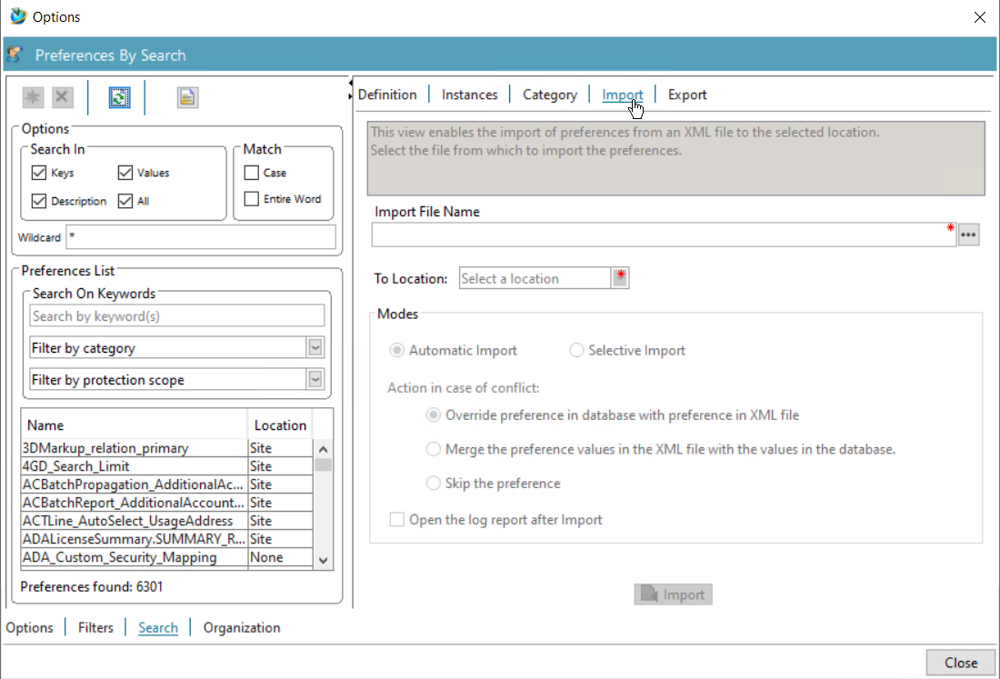 Options
Preferences By Search
Options
Search In
Keys
Values
Description
All
Match
Case
Entire Word
Wildcard *
Preferences List
Search On Keywords
Search by keyword(s)
Filter by category
Filter by protection scope
Name Location
3DMarkup_relation_primary Site
4GD_Search_Limit Site
ACBatchPropagation_AdditionalAc... Site
ACBatchReport_AdditionalAccount... Site
ACTLine_AutoSelect_UsageAddress Site
ADALicenseSummary.SUMMARY_R... Site
ADA_Custom_Security_Mapping None
Preferences found: 6301
Definition Instances Category Import Export
This view enables the import of preferences from an XML file to the selected location.
Select the file from which to import the preferences.
Import File Name
*
...
To Location: Select a location *
Modes
Automatic Import Selective Import
Action in case of conflict:
Override preference in database with preference in XML file
Merge the preference values in the XML file with the values in the database.
Skip the preference
Open the log report after Import
Import
Options Filters Search Organization
Close